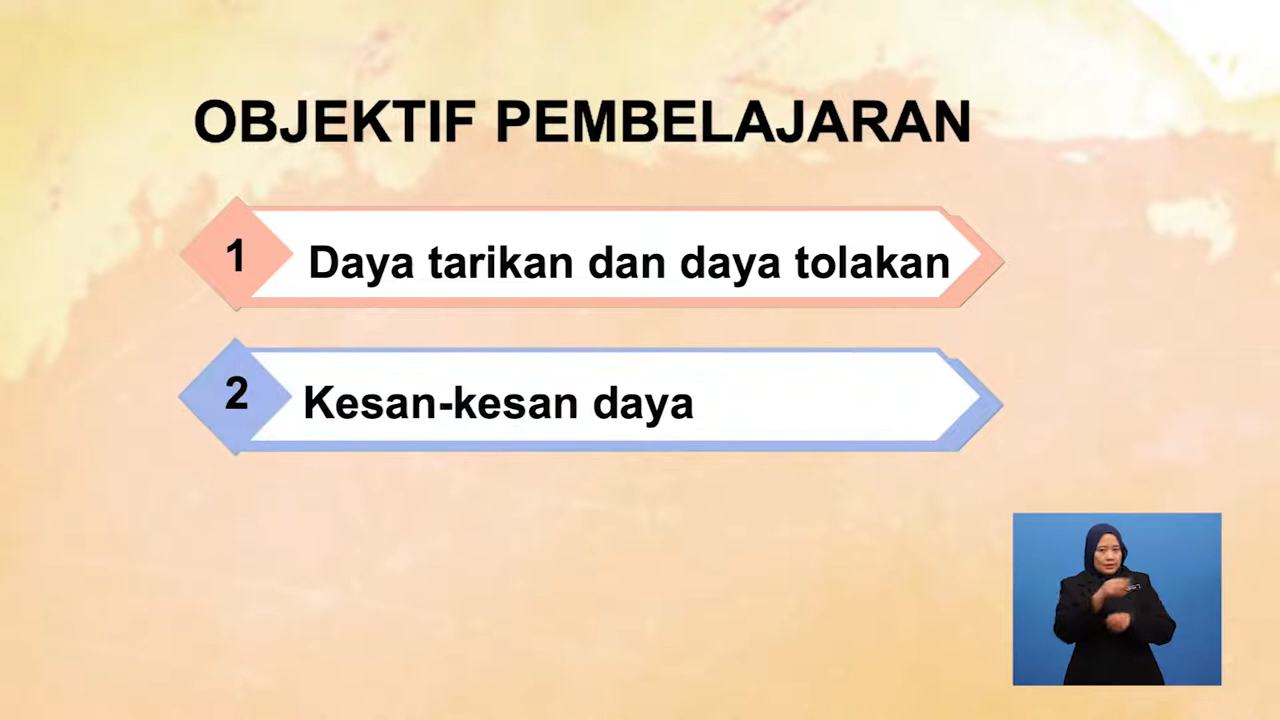 OBJEKTIF PEMBELAJARAN
1
Daya tarikan dan daya tolakan
2
Kesan-kesan daya